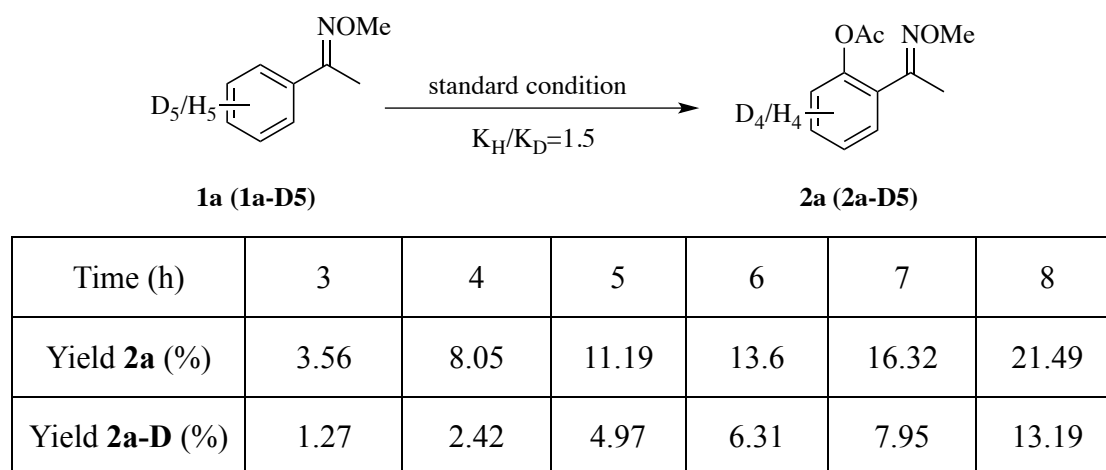 NOMe
D5/H5
standard condition
KH/KD=1.5
OAc
NOMe
D4/H4
1a (1a-D5)
2a (2a-D5)
Time (h) 3 4 5 6 7 8
Yield 2a (%) 3.56 8.05 11.19 13.6 16.32 21.49
Yield 2a-D (%) 1.27 2.42 4.97 6.31 7.95 13.19